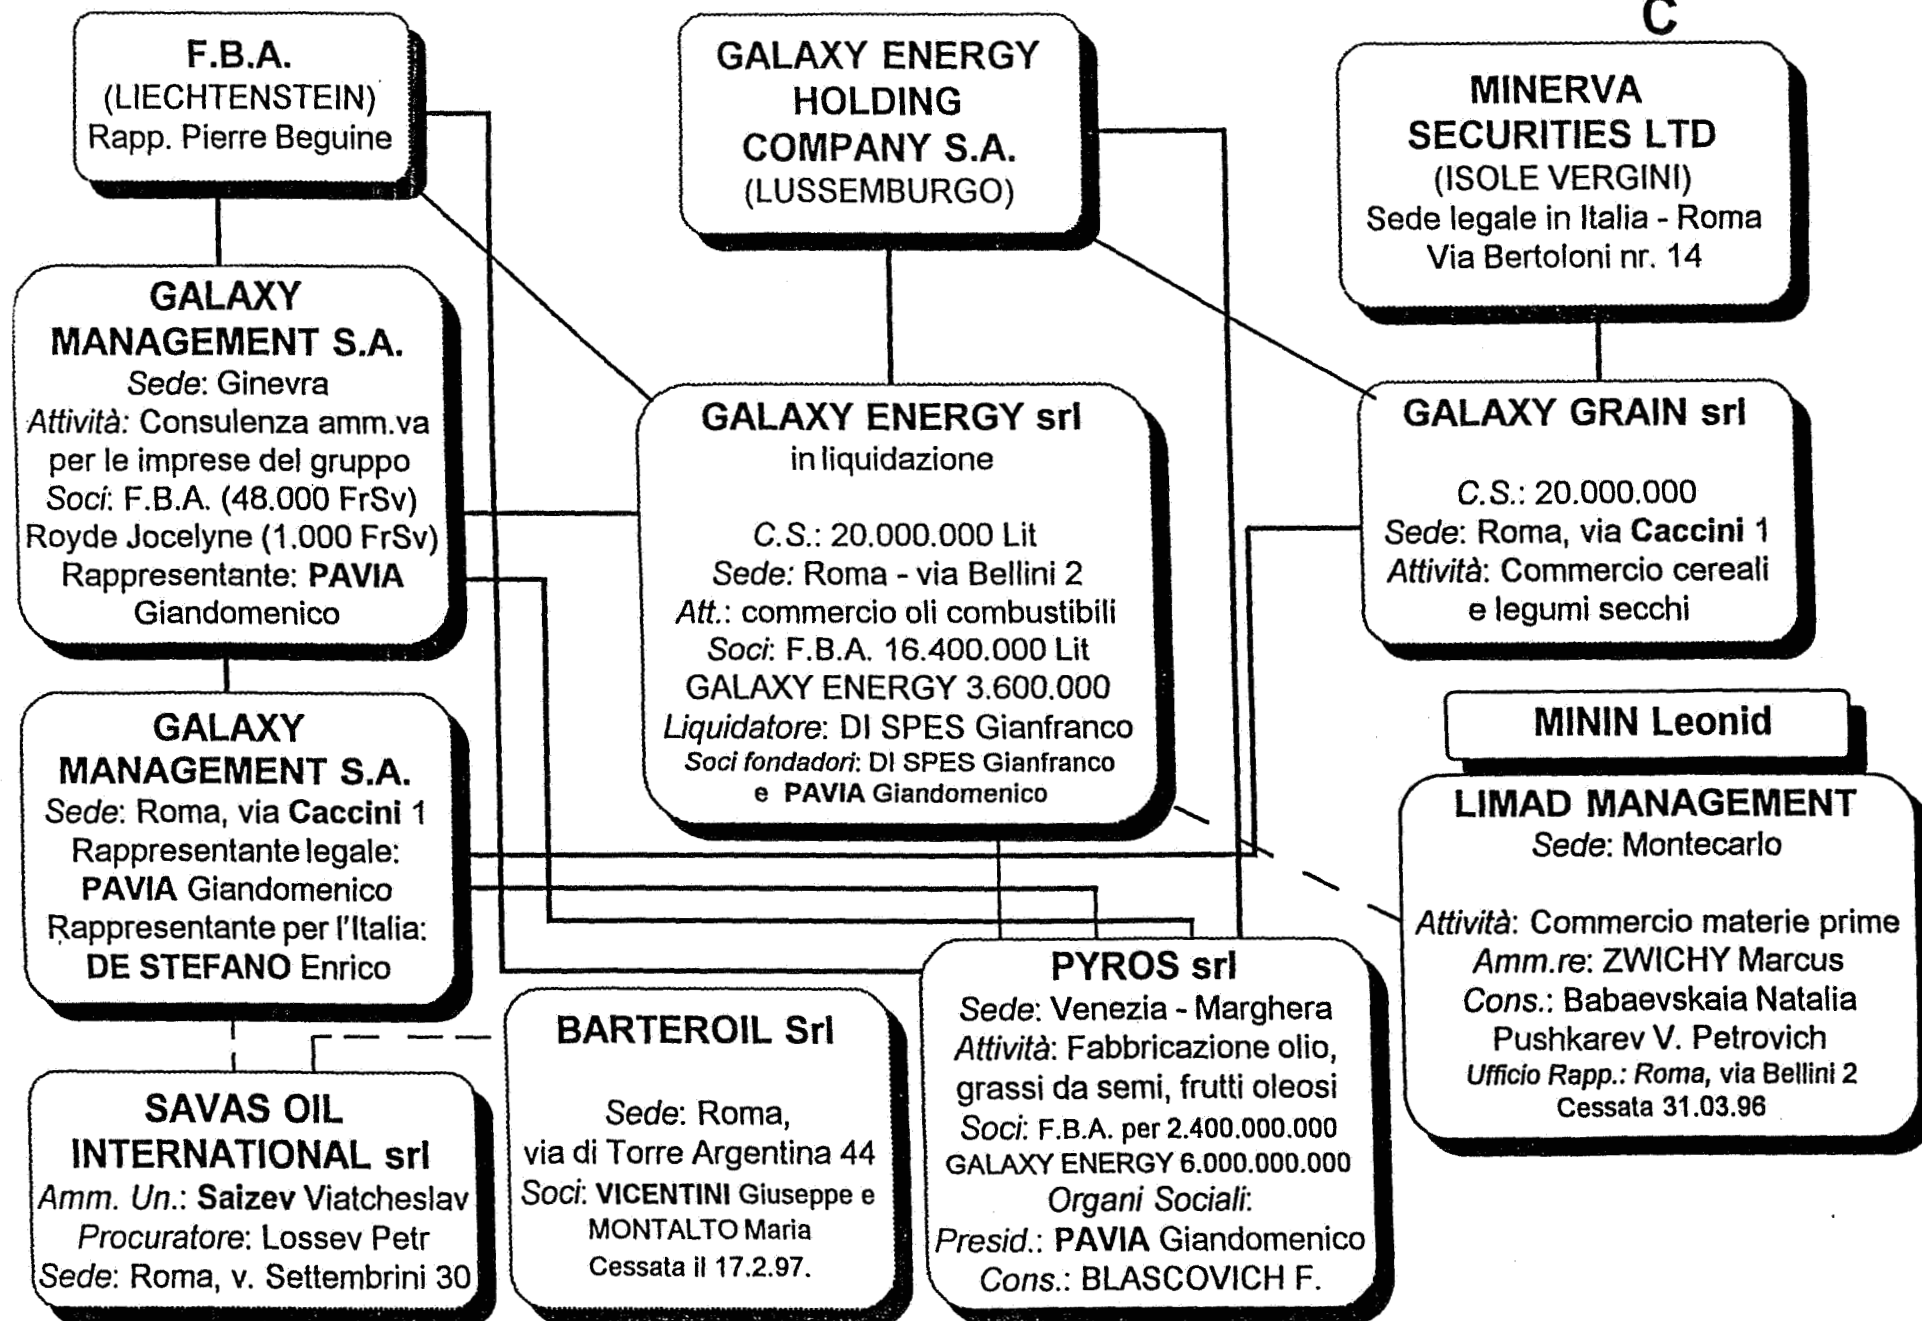 C
F.B.A.
(LIECHTENSTEIN)
Rapp. Pierre Beguine
GALAXY ENERGY
HOLDING
COMPANY S.A.
(LUSSEMBURGO)
MINERVA
SECURITIES LTD
(ISOLE VERGINI)
Sede legale in Italia - Roma
Via Bertoloni nr. 14
GALAXY
MANAGEMENT S.A.
Sede: Ginevra
Attività: Consulenza amm.va
per le imprese del gruppo
Soci: F.B.A. (48.000 FrSv)
Royde Jocelyne (1.000 FrSv)
Rappresentante: PAVIA
Giandomenico
GALAXY ENERGY srl
in liquidazione
C.S.: 20.000.000 Lit
Sede: Roma - via Bellini 2
Att.: commercio oli combustibili
Soci: F.B.A. 16.400.000 Lit
GALAXY ENERGY 3.600.000
Liquidatore: DI SPES Gianfranco
Soci fondadori: DI SPES Gianfranco
e PAVIA Giandomenico
GALAXY GRAIN srl
C.S.: 20.000.000
Sede: Roma, via Caccini 1
Attività: Commercio cereali
e legumi secchi
GALAXY
MANAGEMENT S.A.
Sede: Roma, via Caccini 1
Rappresentante legale:
PAVIA Giandomenico
Rappresentante per l'Italia:
DE STEFANO Enrico
MININ Leonid
LIMAD MANAGEMENT
Sede: Montecarlo
Attività: Commercio materie prime
Amm.re: ZWICHY Marcus
Cons.: Babaevskaia Natalia
Pushkarev V. Petrovich
Ufficio Rapp.: Roma, via Bellini 2
Cessata 31.03.96
SAVAS OIL
INTERNATIONAL srl
Amm. Un.: Saizev Viatcheslav
Procuratore: Lossev Petr
Sede: Roma, v. Settembrini 30
BARTEROIL Srl
Sede: Roma,
via di Torre Argentina 44
Soci: VICENTINI Giuseppe e
MONTALTO Maria
Cessata il 17.2.97.
PYROS srl
Sede: Venezia - Marghera
Attività: Fabbricazione olio,
grassi da semi, frutti oleosi
Soci: F.B.A. per 2.400.000.000
GALAXY ENERGY 6.000.000.000
Organi Sociali:
Presid.: PAVIA Giandomenico
Cons.: BLASCOVICH F.